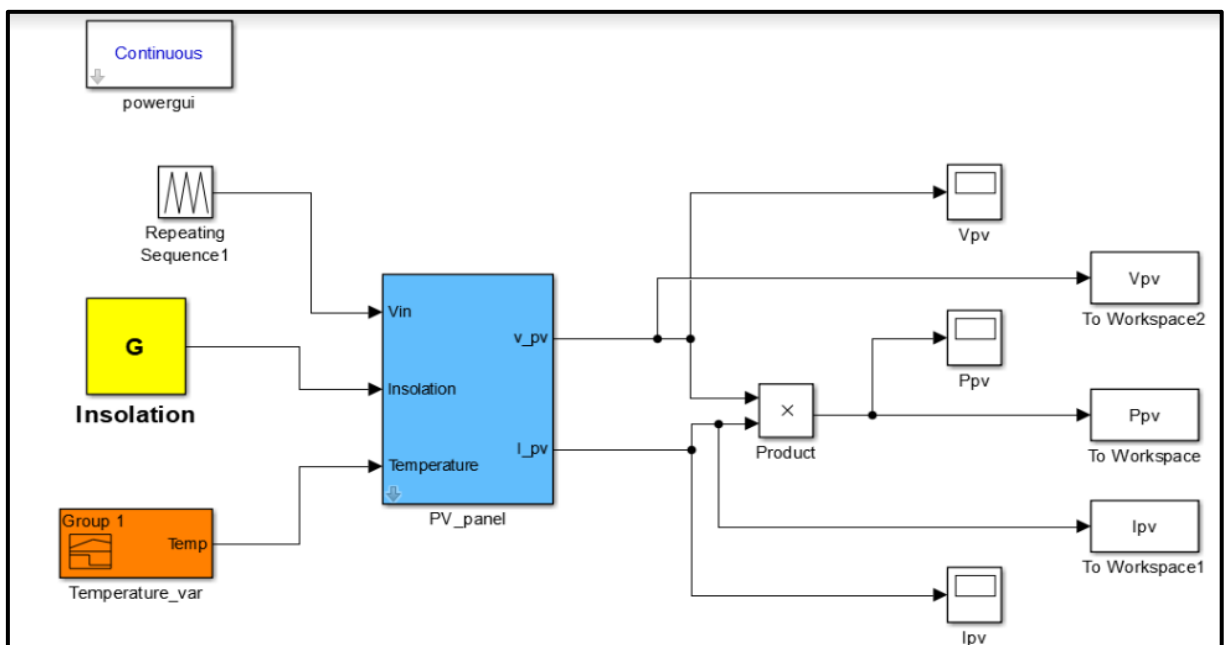 Continuous
powergui
Repeating
Sequence1
Vpv
Vin
G
Vpv
To Workspace2
v_pv
Insolation
Ppv
Insolation
×
Ppv
Product
I_pv
To Workspace
Temperature
PV_panel
Group 1
Temp
Ipv
To Workspace1
Temperature_var
Ipv